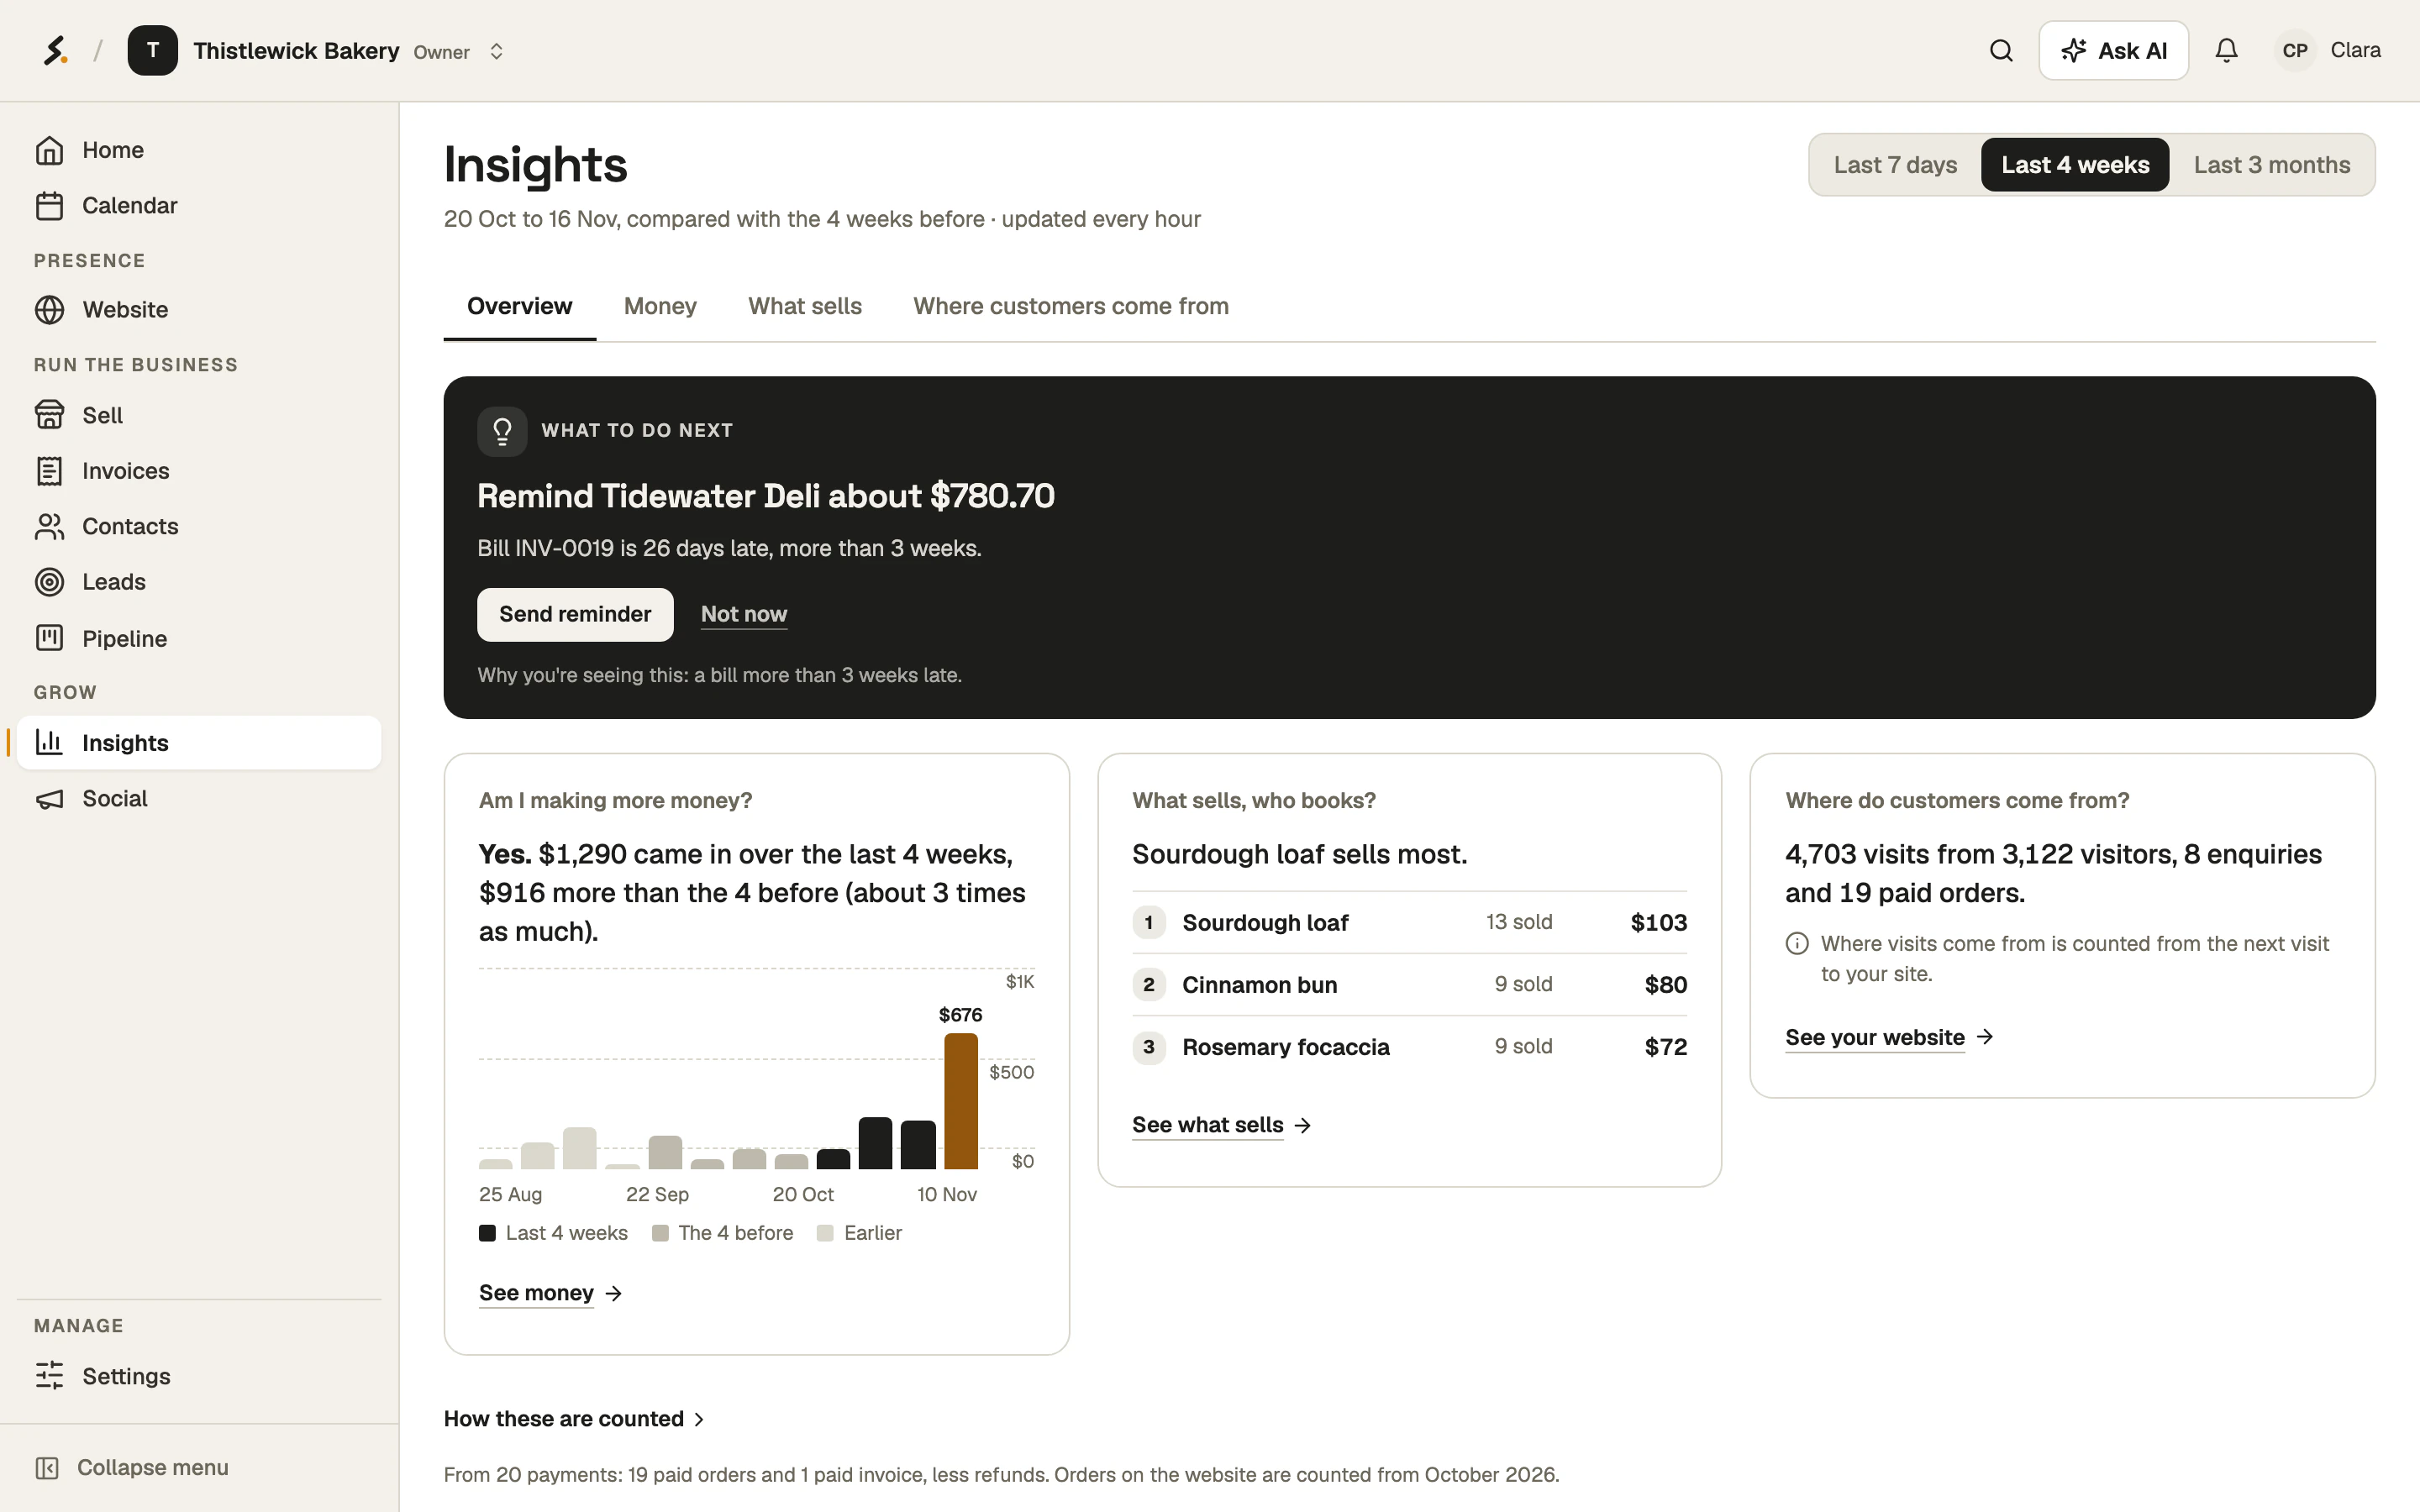 T Thistlewick Bakery Owner
Ask AI
CP Clara
Home
Calendar
PRESENCE
Website
RUN THE BUSINESS
Sell
Invoices
Contacts
Leads
Pipeline
GROW
Insights
Social
MANAGE
Settings
Collapse menu
Insights
20 Oct to 16 Nov, compared with the 4 weeks before · updated every hour
Last 7 days Last 4 weeks Last 3 months
Overview Money What sells Where customers come from
WHAT TO DO NEXT
Remind Tidewater Deli about $780.70
Bill INV-0019 is 26 days late, more than 3 weeks.
Send reminder Not now
Why you're seeing this: a bill more than 3 weeks late.
Am I making more money?
Yes. $1,290 came in over the last 4 weeks,
$916 more than the 4 before (about 3 times
as much).
$1K
$676
$500
$0
25 Aug 22 Sep 20 Oct 10 Nov
Last 4 weeks The 4 before Earlier
See money
What sells, who books?
Sourdough loaf sells most.
1 Sourdough loaf 13 sold $103
2 Cinnamon bun 9 sold $80
3 Rosemary focaccia 9 sold $72
See what sells
Where do customers come from?
4,703 visits from 3,122 visitors, 8 enquiries
and 19 paid orders.
Where visits come from is counted from the next visit
to your site.
See your website
How these are counted
From 20 payments: 19 paid orders and 1 paid invoice, less refunds. Orders on the website are counted from October 2026.